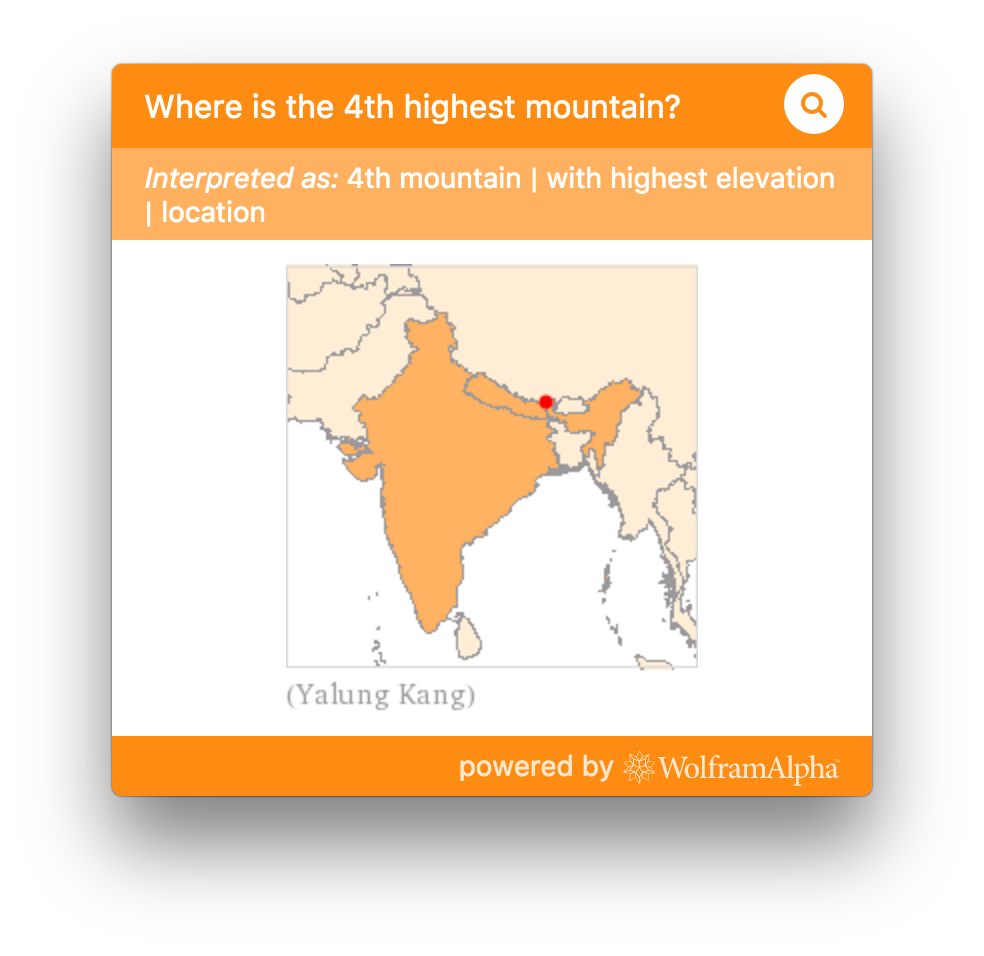 Where is the 4th highest mountain?
Interpreted as: 4th mountain | with highest elevation
| location
(Yalung Kang)
powered by WolframAlpha